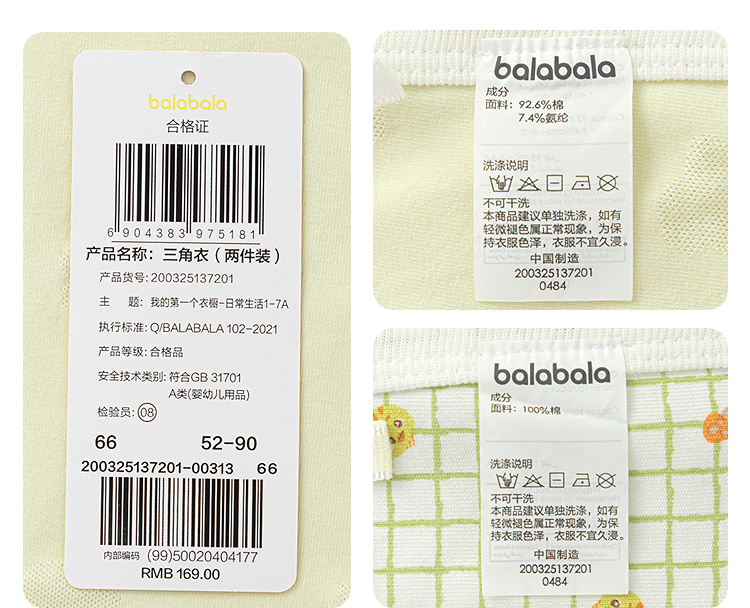 balabala
合格证
6 904383 975181
产品名称：三角衣（两件装）
产品货号：200325137201
主 题：我的第一个衣橱-日常生活1-7A
执行标准：Q/BALABALA 102-2021
产品等级：合格品
安全技术类别：符合GB 31701
A类(婴幼儿用品)
检验员：08
66 52-90
200325137201-00313 66
内部编码 (99)50020404177
RMB 169.00
balabala
成分
面料：92.6%棉
7.4%氨纶
洗涤说明
不可干洗
本商品建议单独洗涤，如有
轻微褪色属正常现象，为保
持衣服色泽，衣服不宜久浸。
中国制造
200325137201
0484
balabala
成分
面料：100%棉
洗涤说明
不可干洗
本商品建议单独洗涤，如有
轻微褪色属正常现象，为保
持衣服色泽，衣服不宜久浸。
中国制造
200325137201
0484